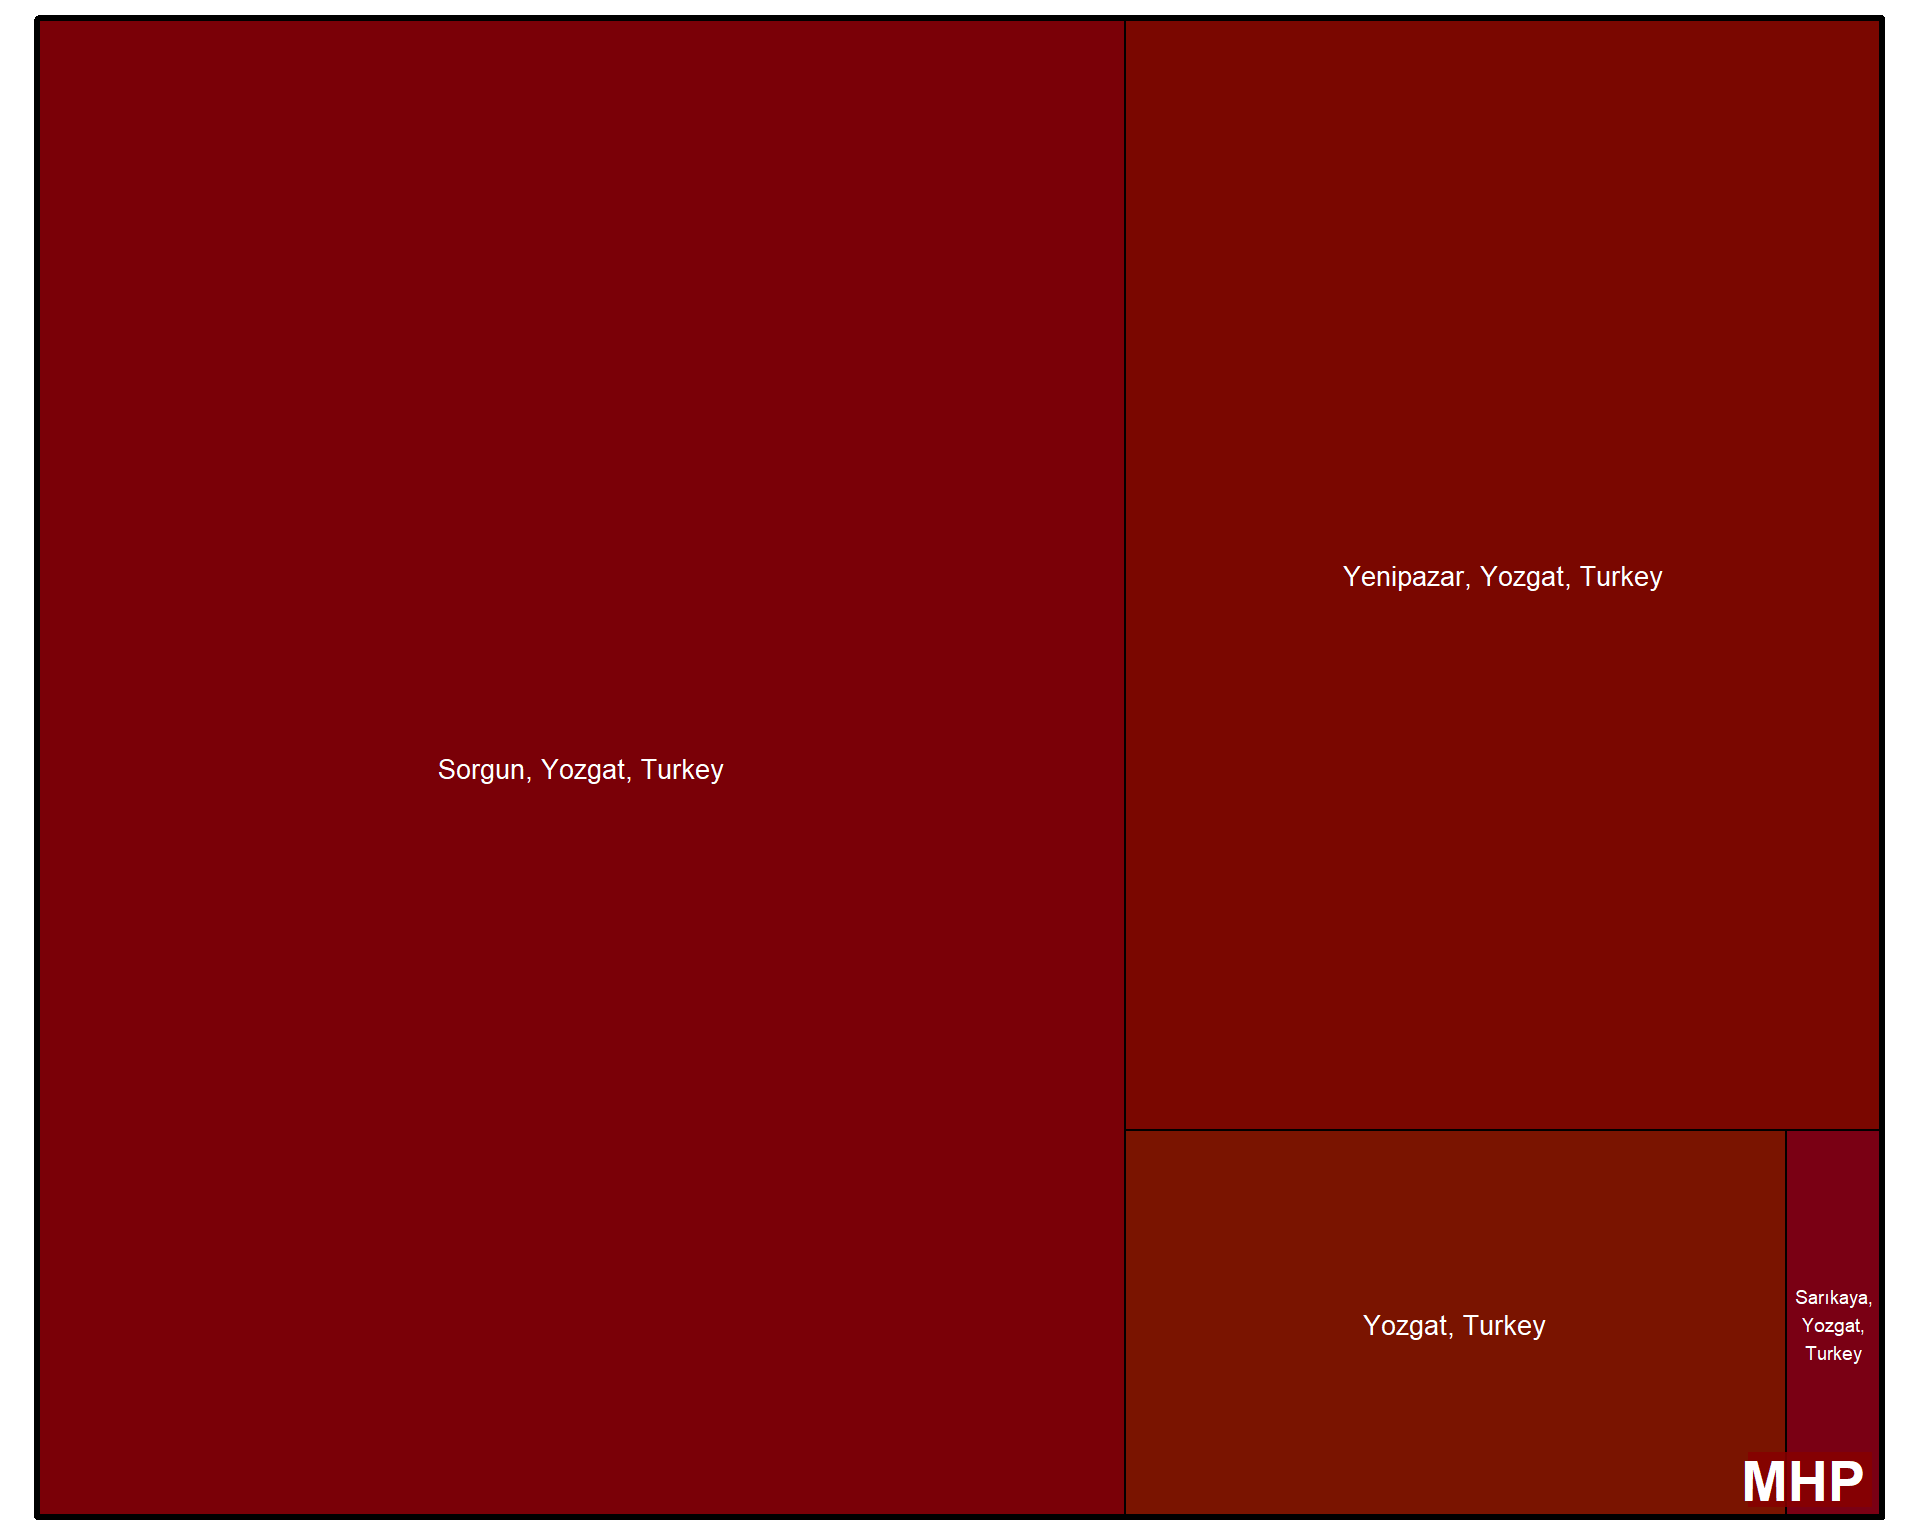 Sorgun, Yozgat, Turkey
Yenipazar, Yozgat, Turkey
Yozgat, Turkey
Sarıkaya,
Yozgat,
Turkey
MHP